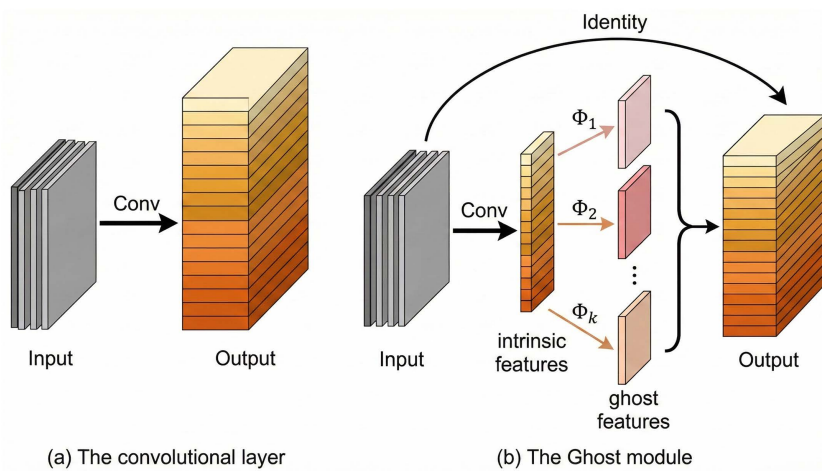 Conv
Input
Output
(a) The convolutional layer
Identity
Conv
Φ1
Φ2
...
Φk
Input
intrinsic
features
ghost
features
Output
(b) The Ghost module